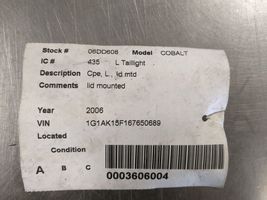 Stock # 06DD608 Model COBALT
IC # 435 L Taillight
Description Cpe, L., lid mtd
Comments lid mounted
Year 2006
VIN 1G1AK15F167650689
Located
Condition
A B C
0003606004